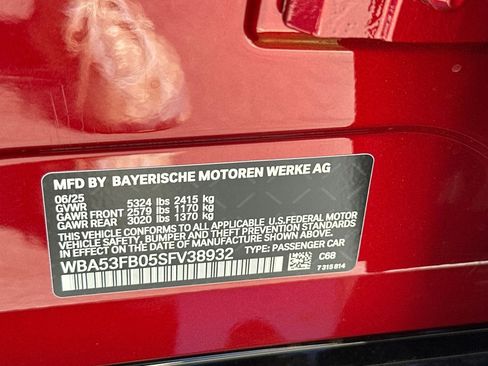 MFD BY BAYERISCHE MOTOREN WERKE AG
06/25
GVWR 5324 lbs 2415 kg
GAWR FRONT 2579 lbs 1170 kg
GAWR REAR 3020 lbs 1370 kg
THIS VEHICLE CONFORMS TO ALL APPLICABLE U.S.FEDERAL MOTOR
VEHICLE SAFETY, BUMPER, AND THEFT PREVENTION STANDARDS
IN EFFECT ON THE DATE OF MANUFACTURE SHOWN ABOVE.
WBA53FB05SFV38932 TYPE: PASSENGER CAR
C68
7 315 814